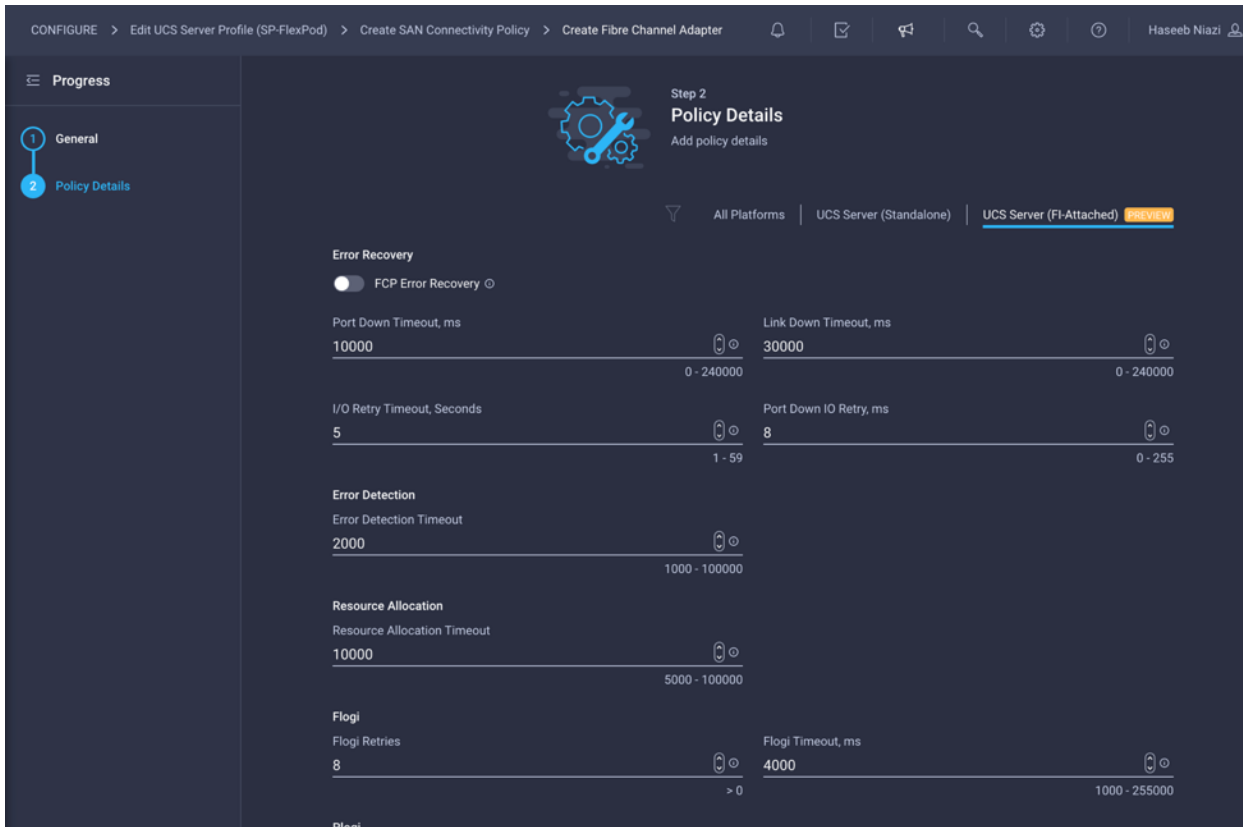 CONFIGURE > Edit UCS Server Profile (SP-FlexPod) > Create SAN Connectivity Policy > Create Fibre Channel Adapter
Haseeb Niazi
Progress
1 General
2 Policy Details
Step 2
Policy Details
Add policy details
All Platforms | UCS Server (Standalone) | UCS Server (FI-Attached) PREVIEW
Error Recovery
FCP Error Recovery
Port Down Timeout, ms Link Down Timeout, ms
10000 30000
0 - 240000 0 - 240000
I/O Retry Timeout, Seconds Port Down IO Retry, ms
5 8
1 - 59 0 - 255
Error Detection
Error Detection Timeout
2000
1000 - 100000
Resource Allocation
Resource Allocation Timeout
10000
5000 - 100000
Flogi
Flogi Retries Flogi Timeout, ms
8 4000
> 0 1000 - 255000